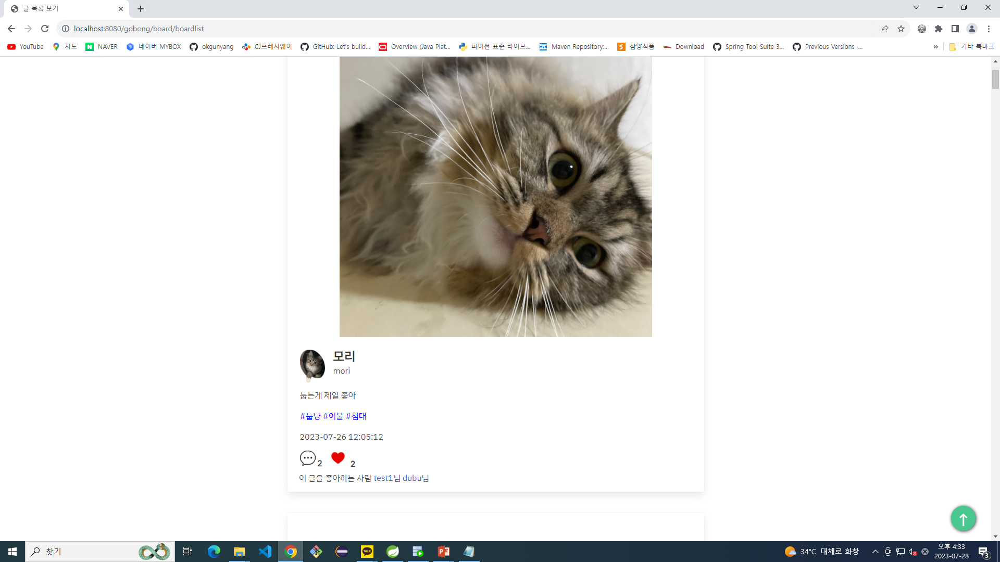 글 목록 보기
localhost:8080/gobong/board/boardlist
YouTube 지도 NAVER 네이버 MYBOX okgunyang CJ프레시웨이 GitHub: Let's build... Overview (Java Plat... 파이썬 표준 라이브... Maven Repository:... 삼양식품 Download Spring Tool Suite 3... Previous Versions ·... » 기타 북마크
모리
mori
눕는게 제일 좋아
#눕냥 #이불 #침대
2023-07-26 12:05:12
2 2
이 글을 좋아하는 사람 test1님 dubu님
찾기
34°C 대체로 화창
오후 4:33
2023-07-28
3